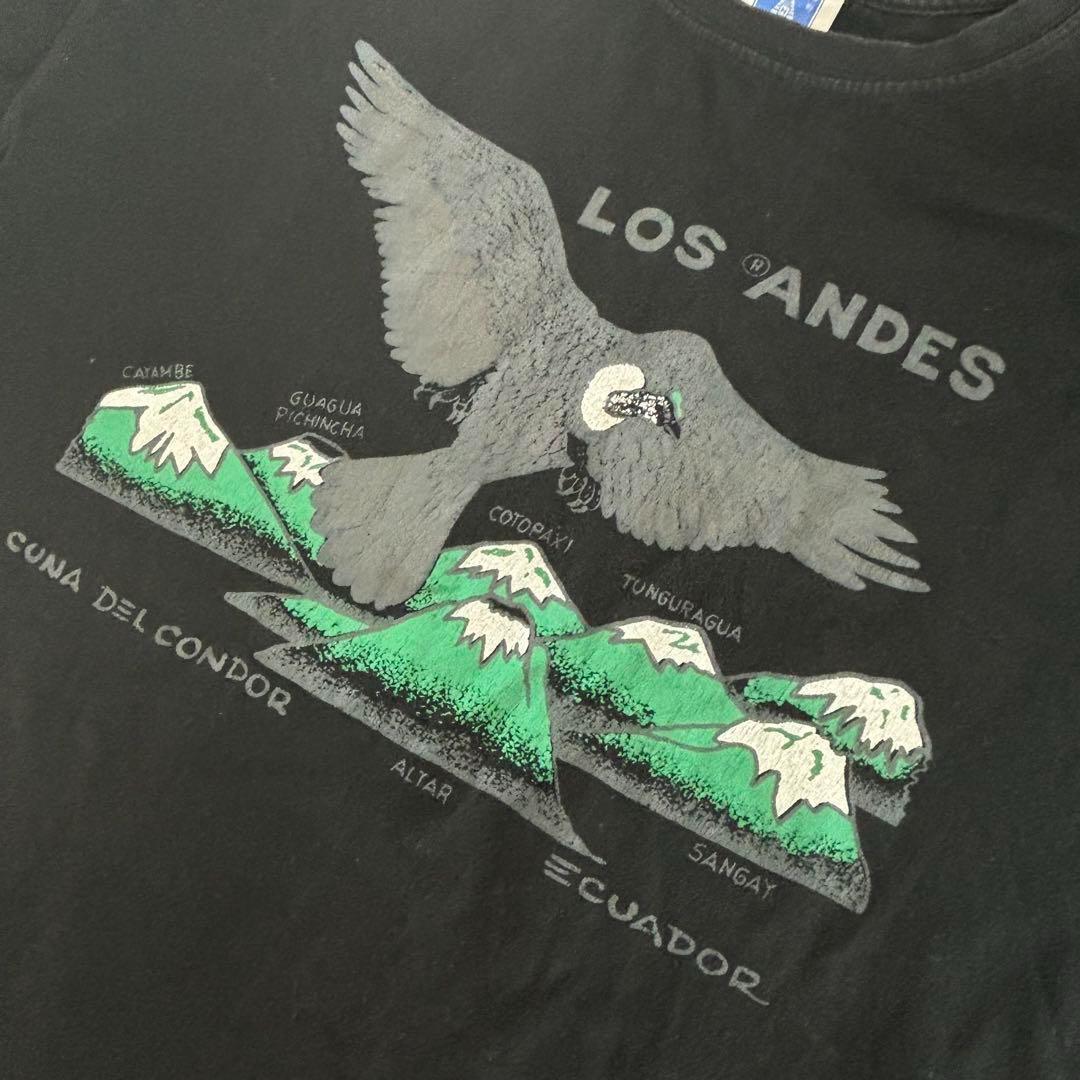 LOS ® ANDES
CAYAMBE
GUAGUA
PICHINCHA
COTOPAXI
TUNGURAGUA
CUNA DEL CONDOR
ALTAR
SANGAY
ECUADOR